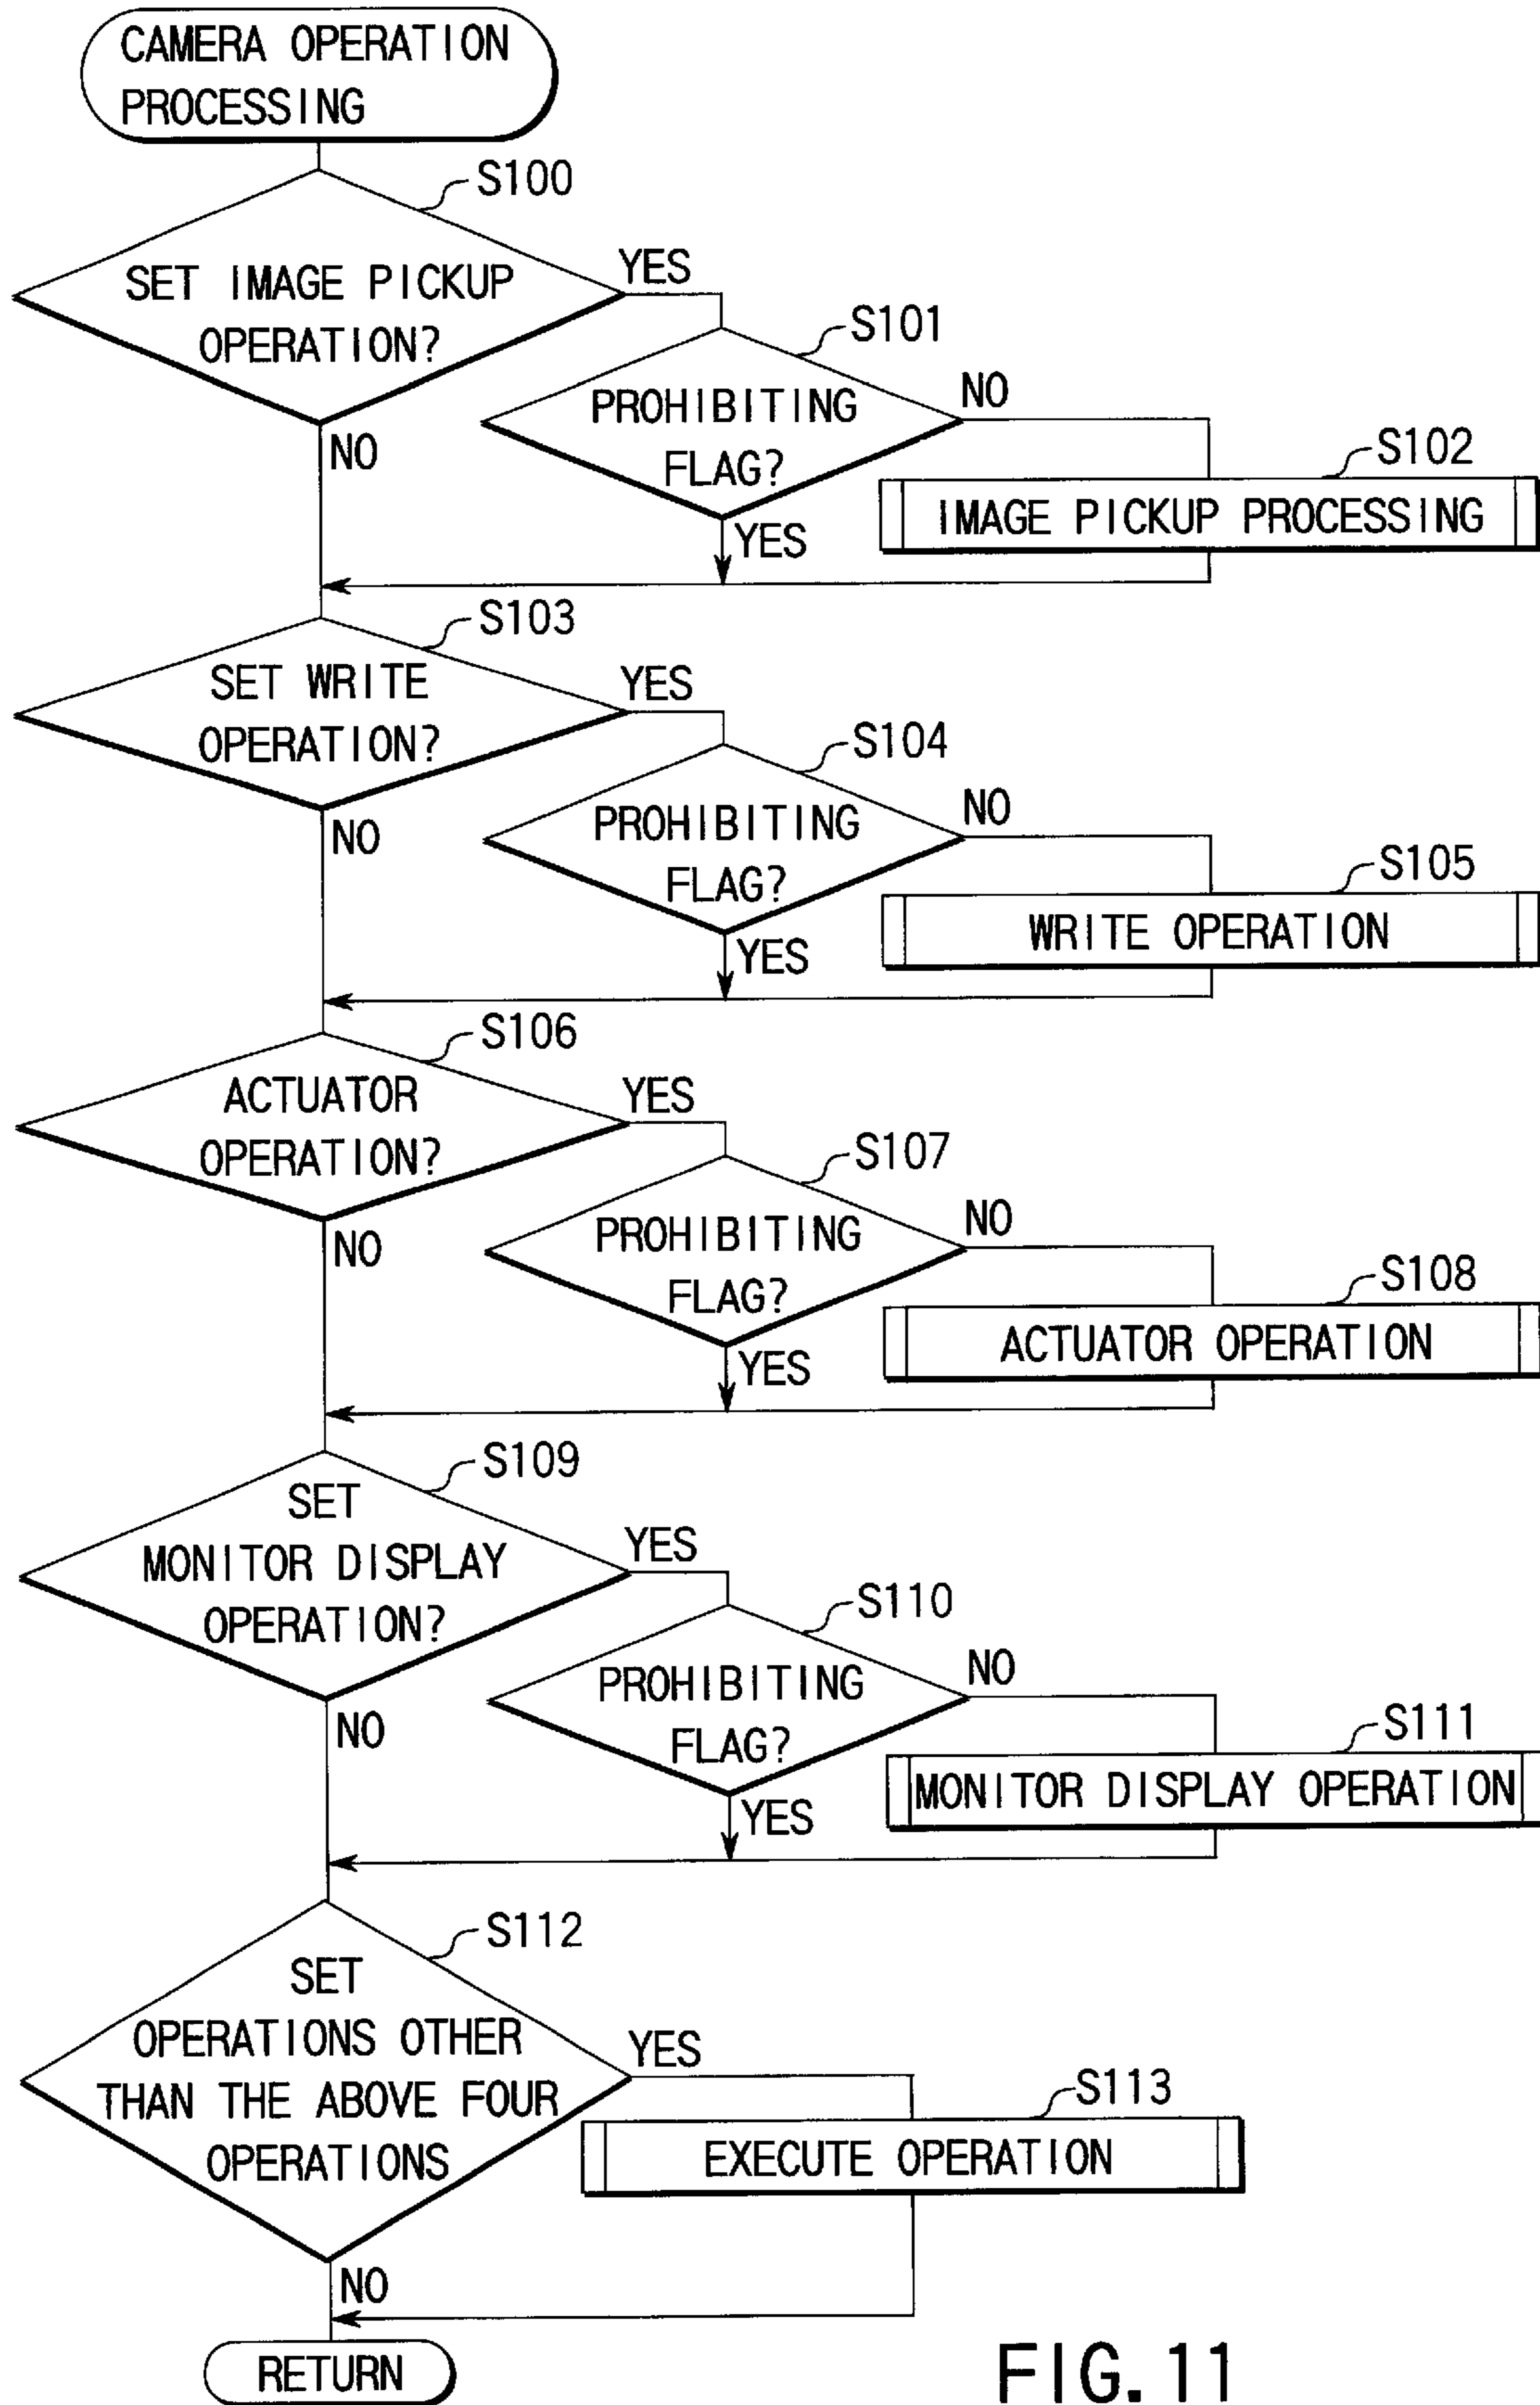 CAMERA OPERATION
PROCESSING
S100
SET IMAGE PICKUP
OPERATION?
YES
NO
S101
PROHIBITING
FLAG?
NO
YES
S102
IMAGE PICKUP PROCESSING
S103
SET WRITE
OPERATION?
YES
NO
S104
PROHIBITING
FLAG?
NO
YES
S105
WRITE OPERATION
S106
ACTUATOR
OPERATION?
YES
NO
S107
PROHIBITING
FLAG?
NO
YES
S108
ACTUATOR OPERATION
S109
SET
MONITOR DISPLAY
OPERATION?
YES
NO
S110
PROHIBITING
FLAG?
NO
YES
S111
MONITOR DISPLAY OPERATION
S112
SET
OPERATIONS OTHER
THAN THE ABOVE FOUR
OPERATIONS
YES
NO
S113
EXECUTE OPERATION
RETURN
FIG.11